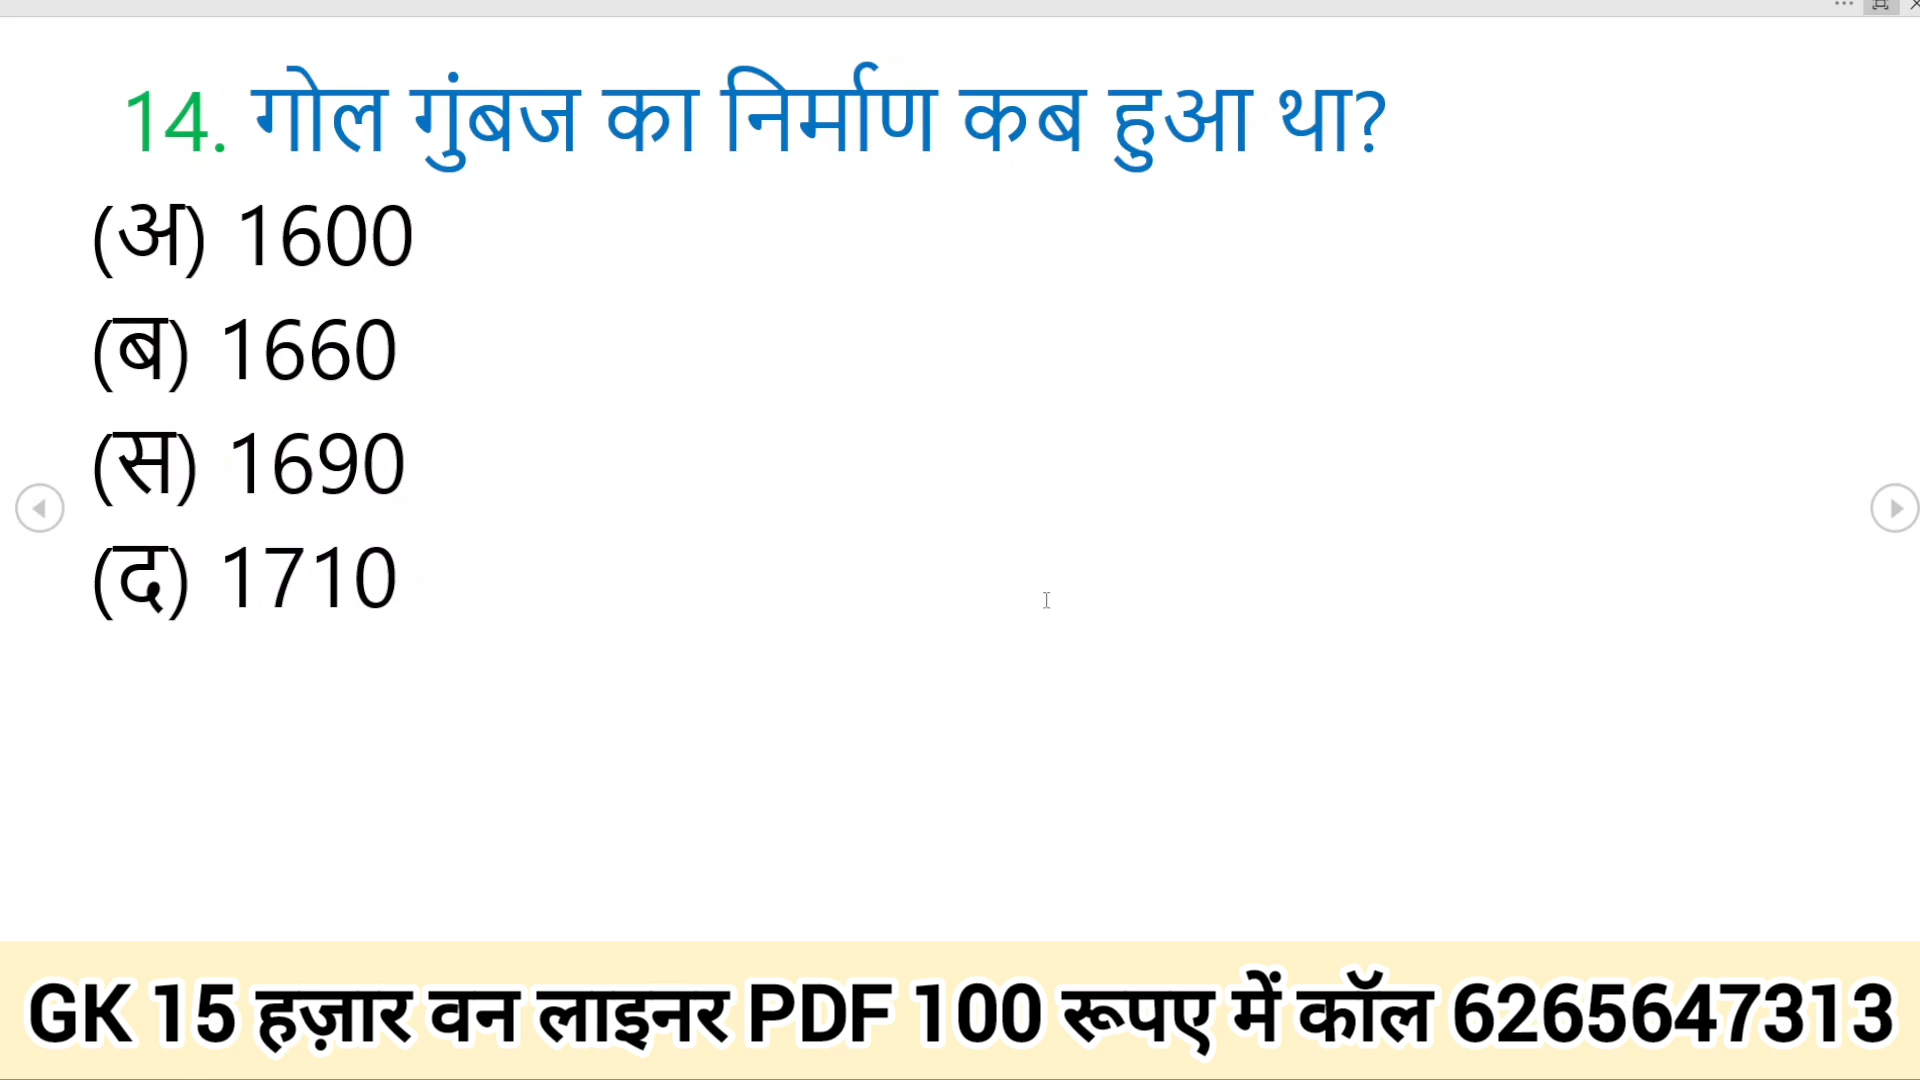 14. गोल गुंबज का निर्माण कब हुआ था?
(अ) 1600
(ब) 1660
(स) 1690
(द) 1710
GK 15 हज़ार वन लाइनर PDF 100 रूपए में कॉल 6265647313